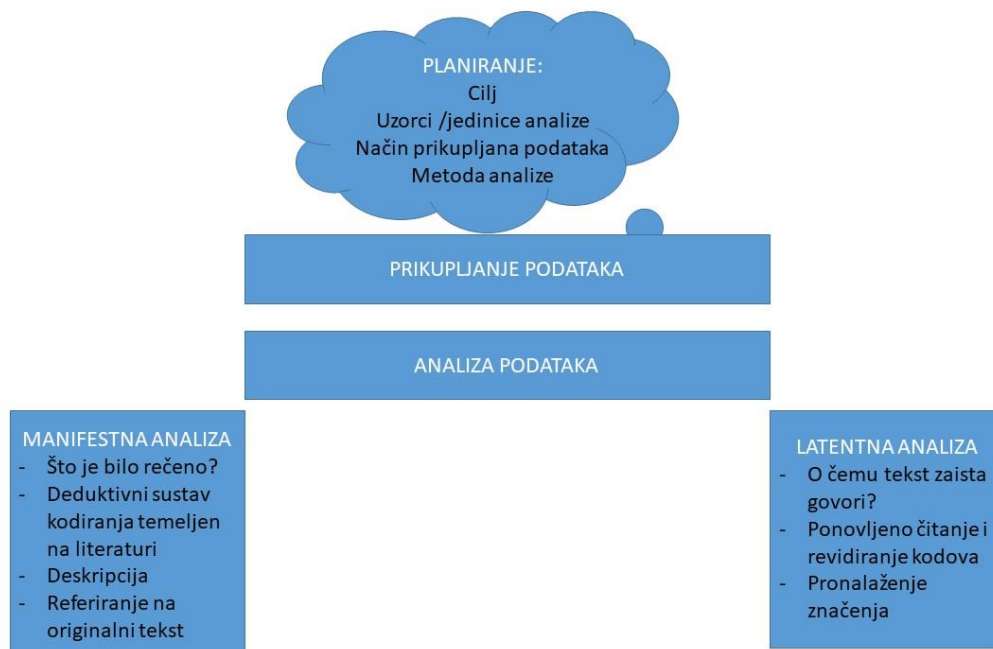 PLANIRANJE:
Cilj
Uzorci /jedinice analize
Način prikupljana podataka
Metoda analize
PRIKUPLJANJE PODATAKA
ANALIZA PODATAKA
MANIFESTNA ANALIZA
- Što je bilo rečeno?
- Deduktivni sustav
kodiranja temeljen
na literaturi
- Deskripcija
- Referiranje na
originalni tekst
LATENTNA ANALIZA
- O čemu tekst zaista
govori?
- Ponovljeno čitanje i
revidiranje kodova
- Pronalaženje
značenja